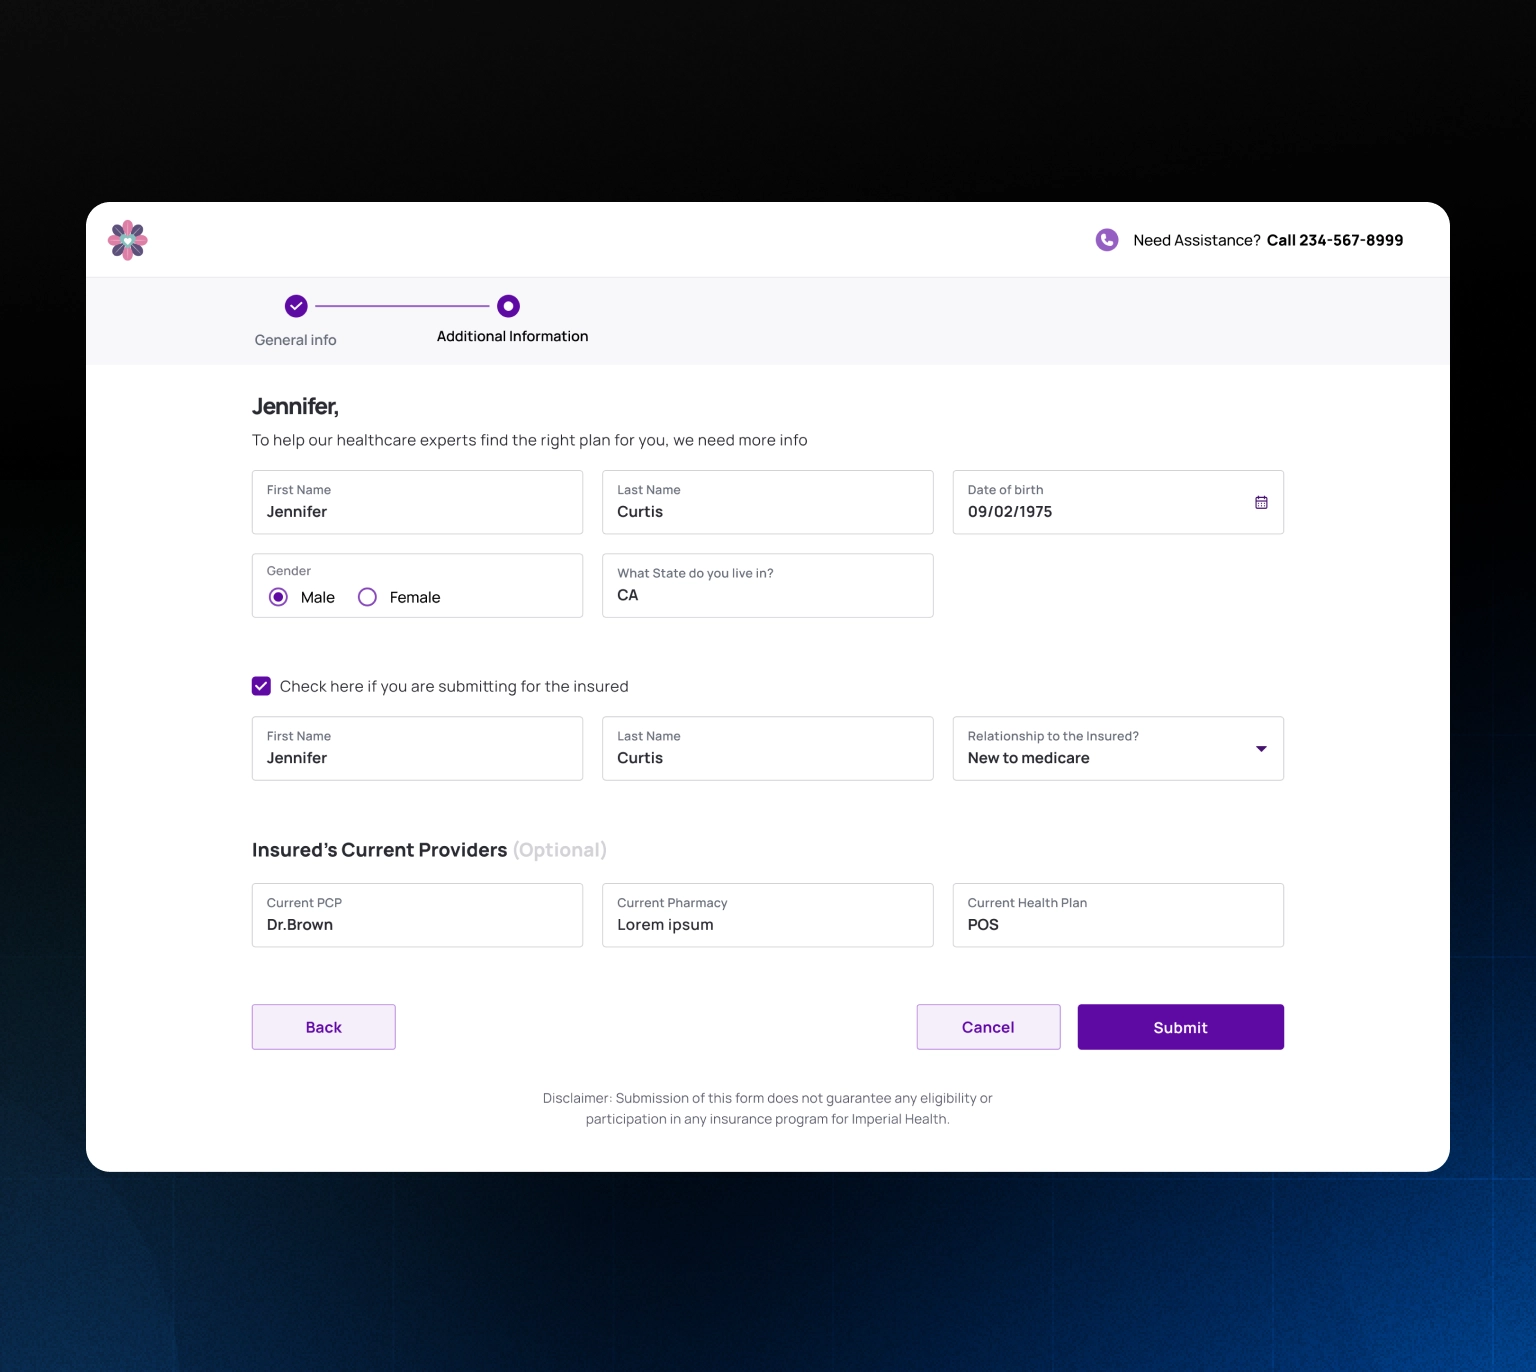 Need Assistance? Call 234-567-8999
General info
Additional Information
Jennifer,
To help our healthcare experts find the right plan for you, we need more info
First Name
Jennifer
Last Name
Curtis
Date of birth
09/02/1975
Gender
Male
Female
What State do you live in?
CA
Check here if you are submitting for the insured
First Name
Jennifer
Last Name
Curtis
Relationship to the Insured?
New to medicare
Insured's Current Providers (Optional)
Current PCP
Dr.Brown
Current Pharmacy
Lorem ipsum
Current Health Plan
POS
Back
Cancel
Submit
Disclaimer: Submission of this form does not guarantee any eligibility or
participation in any insurance program for Imperial Health.